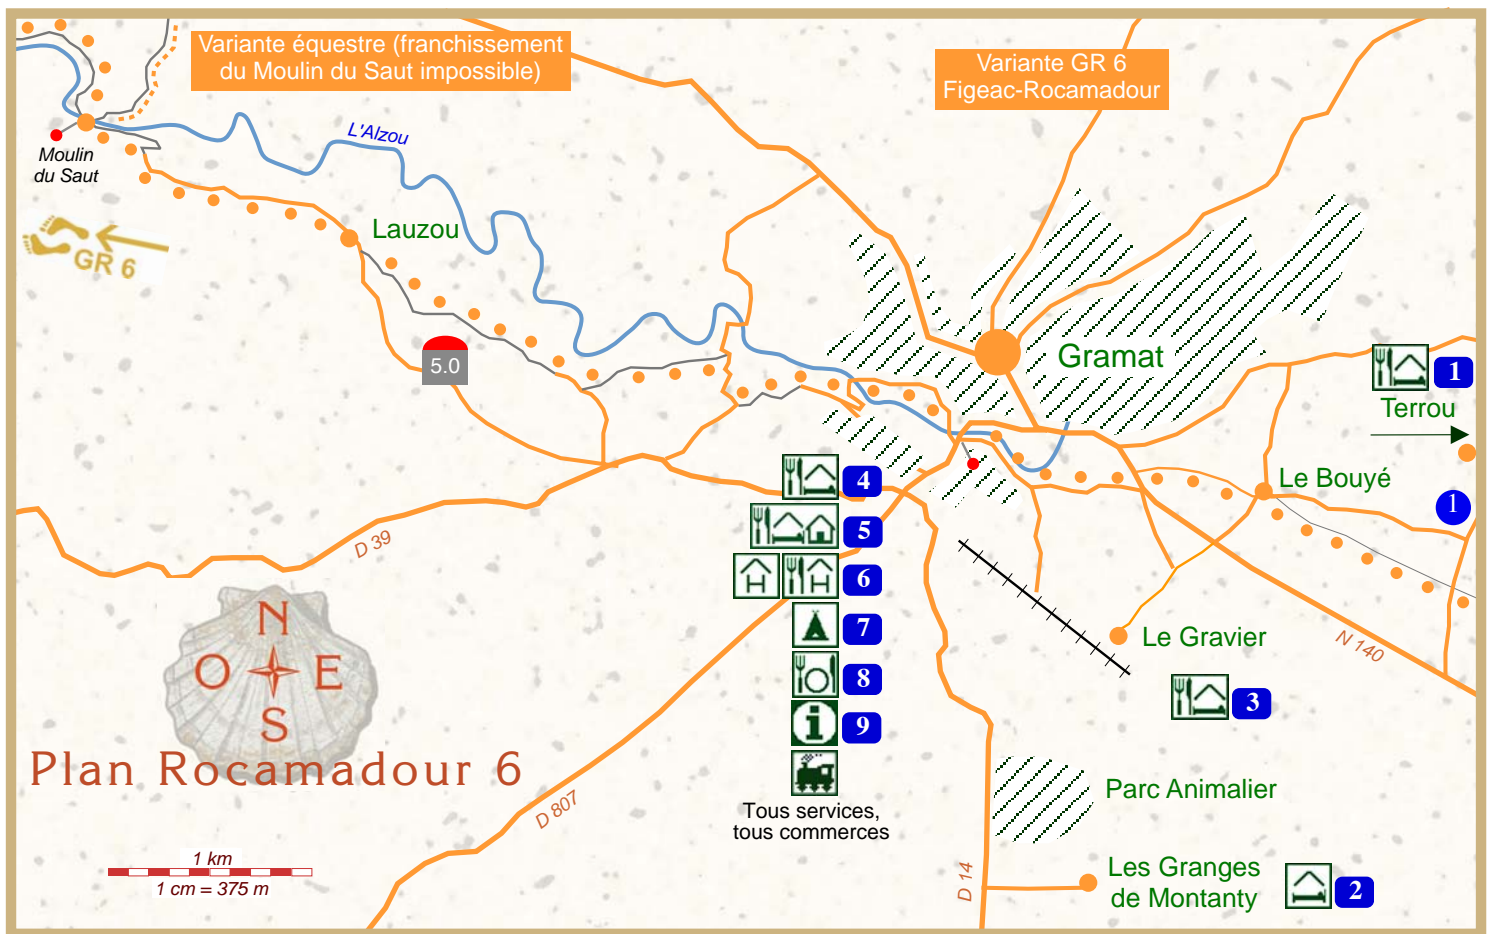 Variante équestre (franchissement
du Moulin du Saut impossible)
Variante GR 6
Figeac-Rocamadour
L'Alzou
Moulin
du Saut
GR 6
Lauzou
5.0
Gramat
1
Terrou
Le Bouyé
1
4
5
6
7
8
9
Tous services,
tous commerces
D 39
N
O E
S
Plan Rocamadour 6
Le Gravier
N 140
3
D 807
Parc Animalier
1 km
1 cm = 375 m
D 14
Les Granges
de Montanty
2